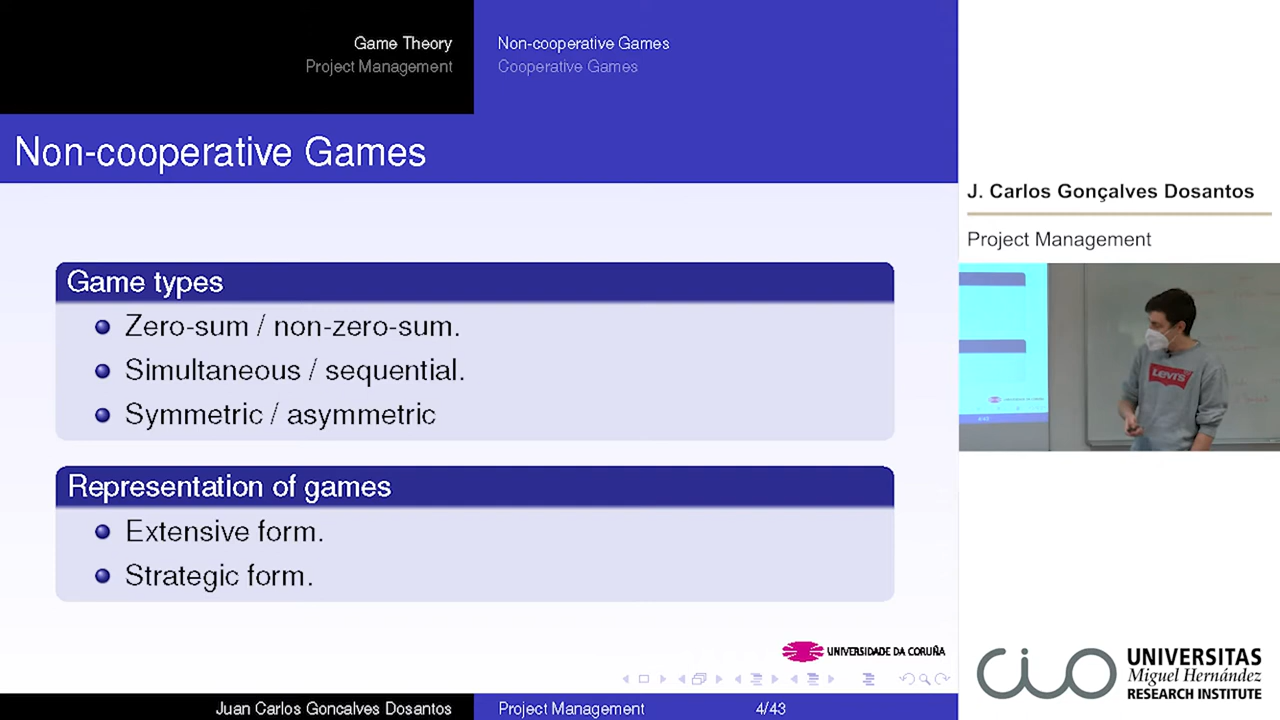 Game Theory
Project Management
Non-cooperative Games
Cooperative Games
Non-cooperative Games
Game types
Zero-sum / non-zero-sum.
Simultaneous / sequential.
Symmetric / asymmetric
Representation of games
Extensive form.
Strategic form.
UNIVERSIDADE DA CORUÑA
Juan Carlos Goncalves Dosantos
Project Management
4/43
J. Carlos Gonçalves Dosantos
Project Management
LEVI'S
CIO
UNIVERSITAS
Miguel Hernández
RESEARCH INSTITUTE